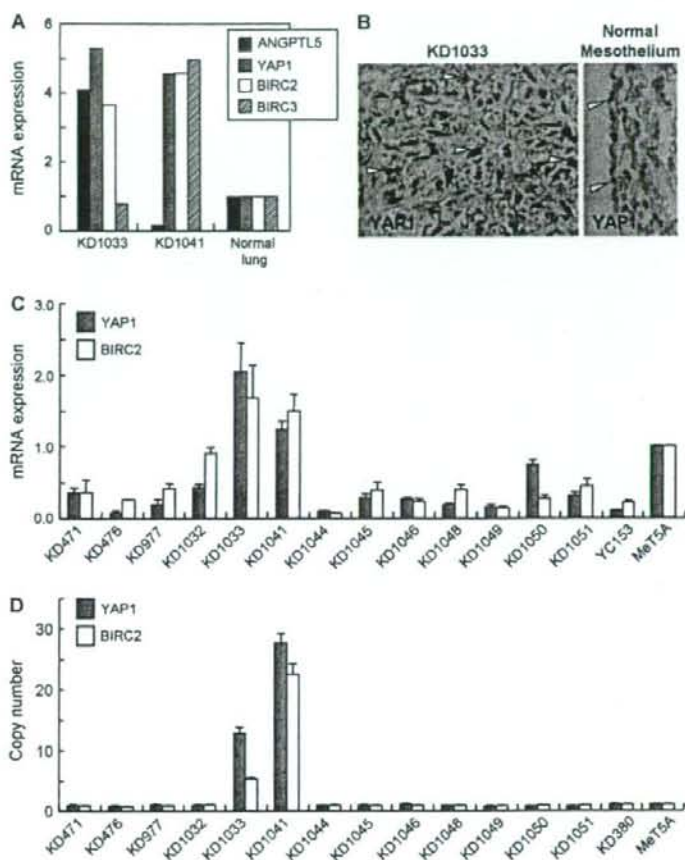 A
mRNA expression
6
4
2
0
ANGPTL5
YAP1
BIRC2
BIRC3
KD1033
KD1041
Normal
lung
B
KD1033
Normal
Mesothelium
YAP1
YAP1
C
mRNA expression
3.0
2.0
1.0
0.0
YAP1
BIRC2
KD471
KD476
KD977
KD1032
KD1033
KD1041
KD1044
KD1045
KD1046
KD1048
KD1049
KD1050
KD1051
YC153
MeT5A
D
Copy number
30
20
10
0
YAP1
BIRC2
KD471
KD476
KD977
KD1032
KD1033
KD1041
KD1044
KD1045
KD1046
KD1048
KD1049
KD1050
KD1051
KD380
MeT5A